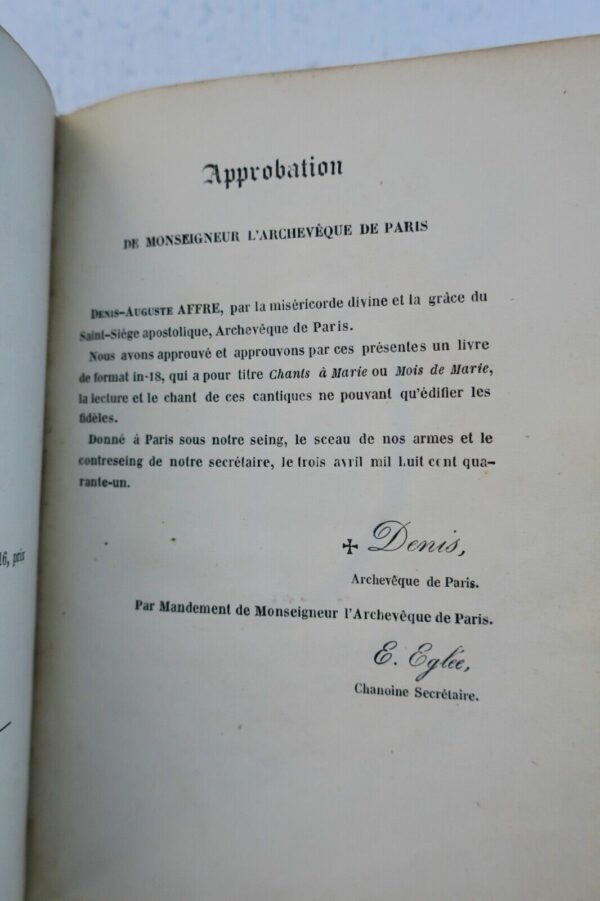 Approbation
DE MONSEIGNEUR L'ARCHEVÊQUE DE PARIS
DENIS-AUGUSTE AFFRE, par la miséricorde divine et la grâce du
Saint-Siège apostolique, Archevêque de Paris.
Nous avons approuvé et approuvons par ces présentes un livre
de format in-18, qui a pour titre Chants à Marie ou Mois de Marie,
la lecture et le chant de ces cantiques ne pouvant qu'édifier les
fidèles.
Donné à Paris sous notre seing, le sceau de nos armes et le
contreseing de notre secrétaire, le trois avril mil huit cent qua-
rante-un.
✠ Denis,
Archevêque de Paris.
Par Mandement de Monseigneur l'Archevêque de Paris.
E. Eglée,
Chanoine Secrétaire.
16, prix